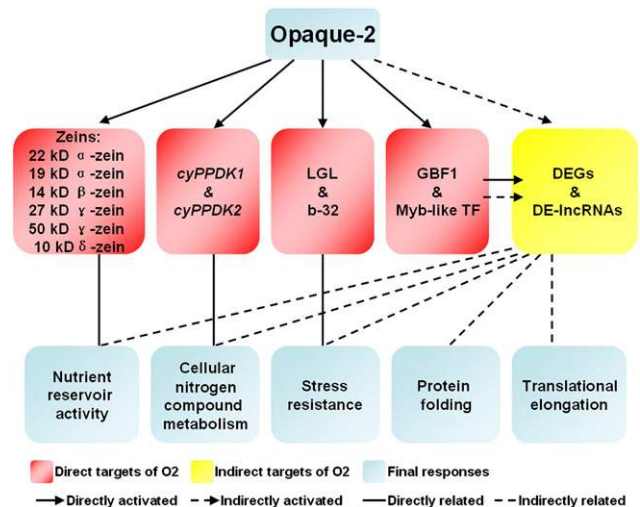 Opaque-2
Zeins:
22 kD α-zein
19 kD α-zein
14 kD β-zein
27 kD γ-zein
50 kD γ-zein
10 kD δ-zein
cyPPDK1
&
cyPPDK2
LGL
&
b-32
GBF1
&
Myb-like TF
DEGs
&
DE-lncRNAs
Nutrient
reservoir
activity
Cellular
nitrogen
compound
metabolism
Stress
resistance
Protein
folding
Translational
elongation
Direct targets of O2
Indirect targets of O2
Final responses
Directly activated
Indirectly activated
Directly related
Indirectly related